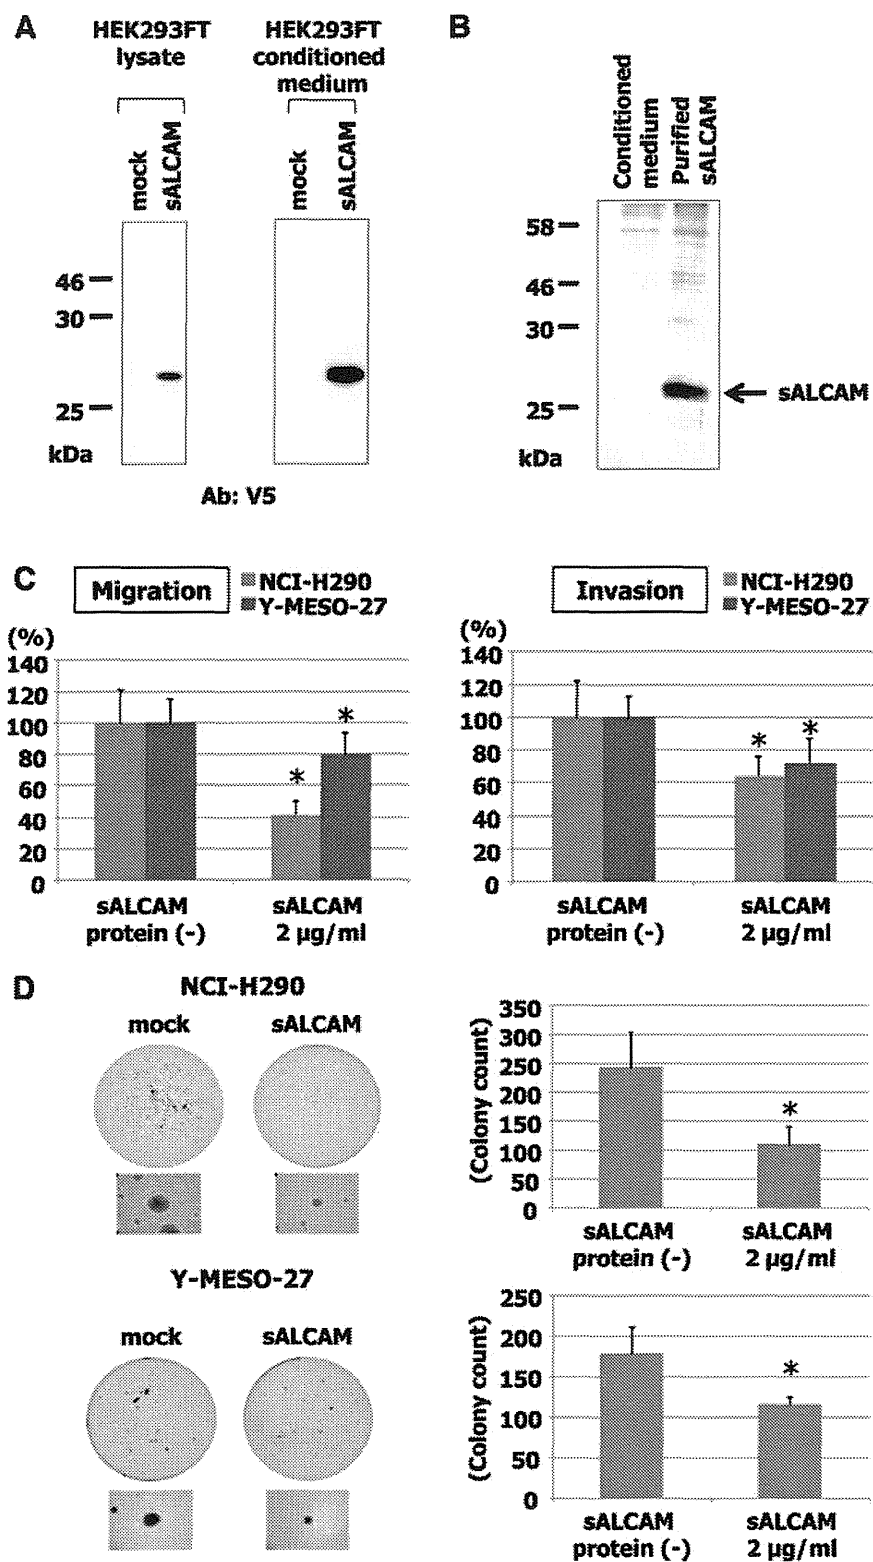 A
HEK293FT
lysate
HEK293FT
conditioned
medium
mock
sALCAM
mock
sALCAM
46
30
25
kDa
Ab: V5
B
Conditioned
medium
Purified
sALCAM
58
46
30
25
kDa
sALCAM
C
Migration
NCI-H290
Y-MESO-27
(%)
140
120
100
80
60
40
20
0
*
*
sALCAM
protein (-)
sALCAM
2 µg/ml
Invasion
NCI-H290
Y-MESO-27
(%)
140
120
100
80
60
40
20
0
*
*
sALCAM
protein (-)
sALCAM
2 µg/ml
D
NCI-H290
mock
sALCAM
(Colony count)
350
300
250
200
150
100
50
0
*
sALCAM
protein (-)
sALCAM
2 µg/ml
Y-MESO-27
mock
sALCAM
(Colony count)
250
200
150
100
50
0
*
sALCAM
protein (-)
sALCAM
2 µg/ml